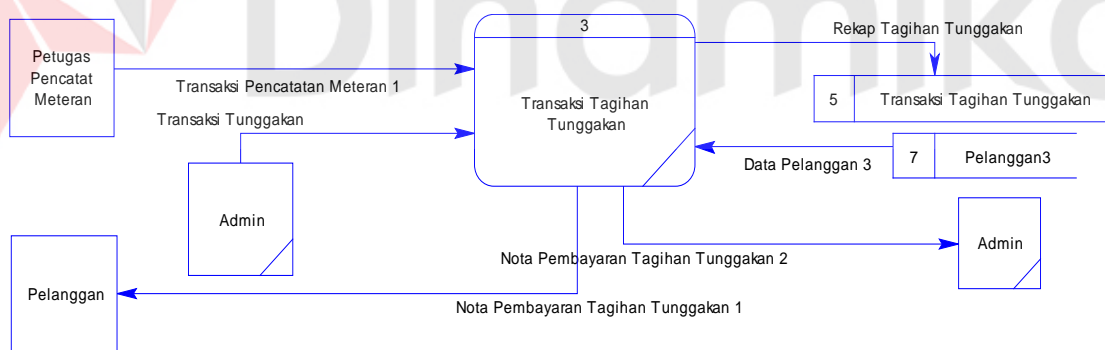 Dinamika
3
Rekap Tagihan Tunggakan
Petugas
Pencatat
Meteran
Transaksi Pencatatan Meteran 1
Transaksi Tagihan
Tunggakan
5
Transaksi Tagihan Tunggakan
Transaksi Tunggakan
Data Pelanggan 3
7
Pelanggan3
Admin
Admin
Nota Pembayaran Tagihan Tunggakan 2
Pelanggan
Nota Pembayaran Tagihan Tunggakan 1